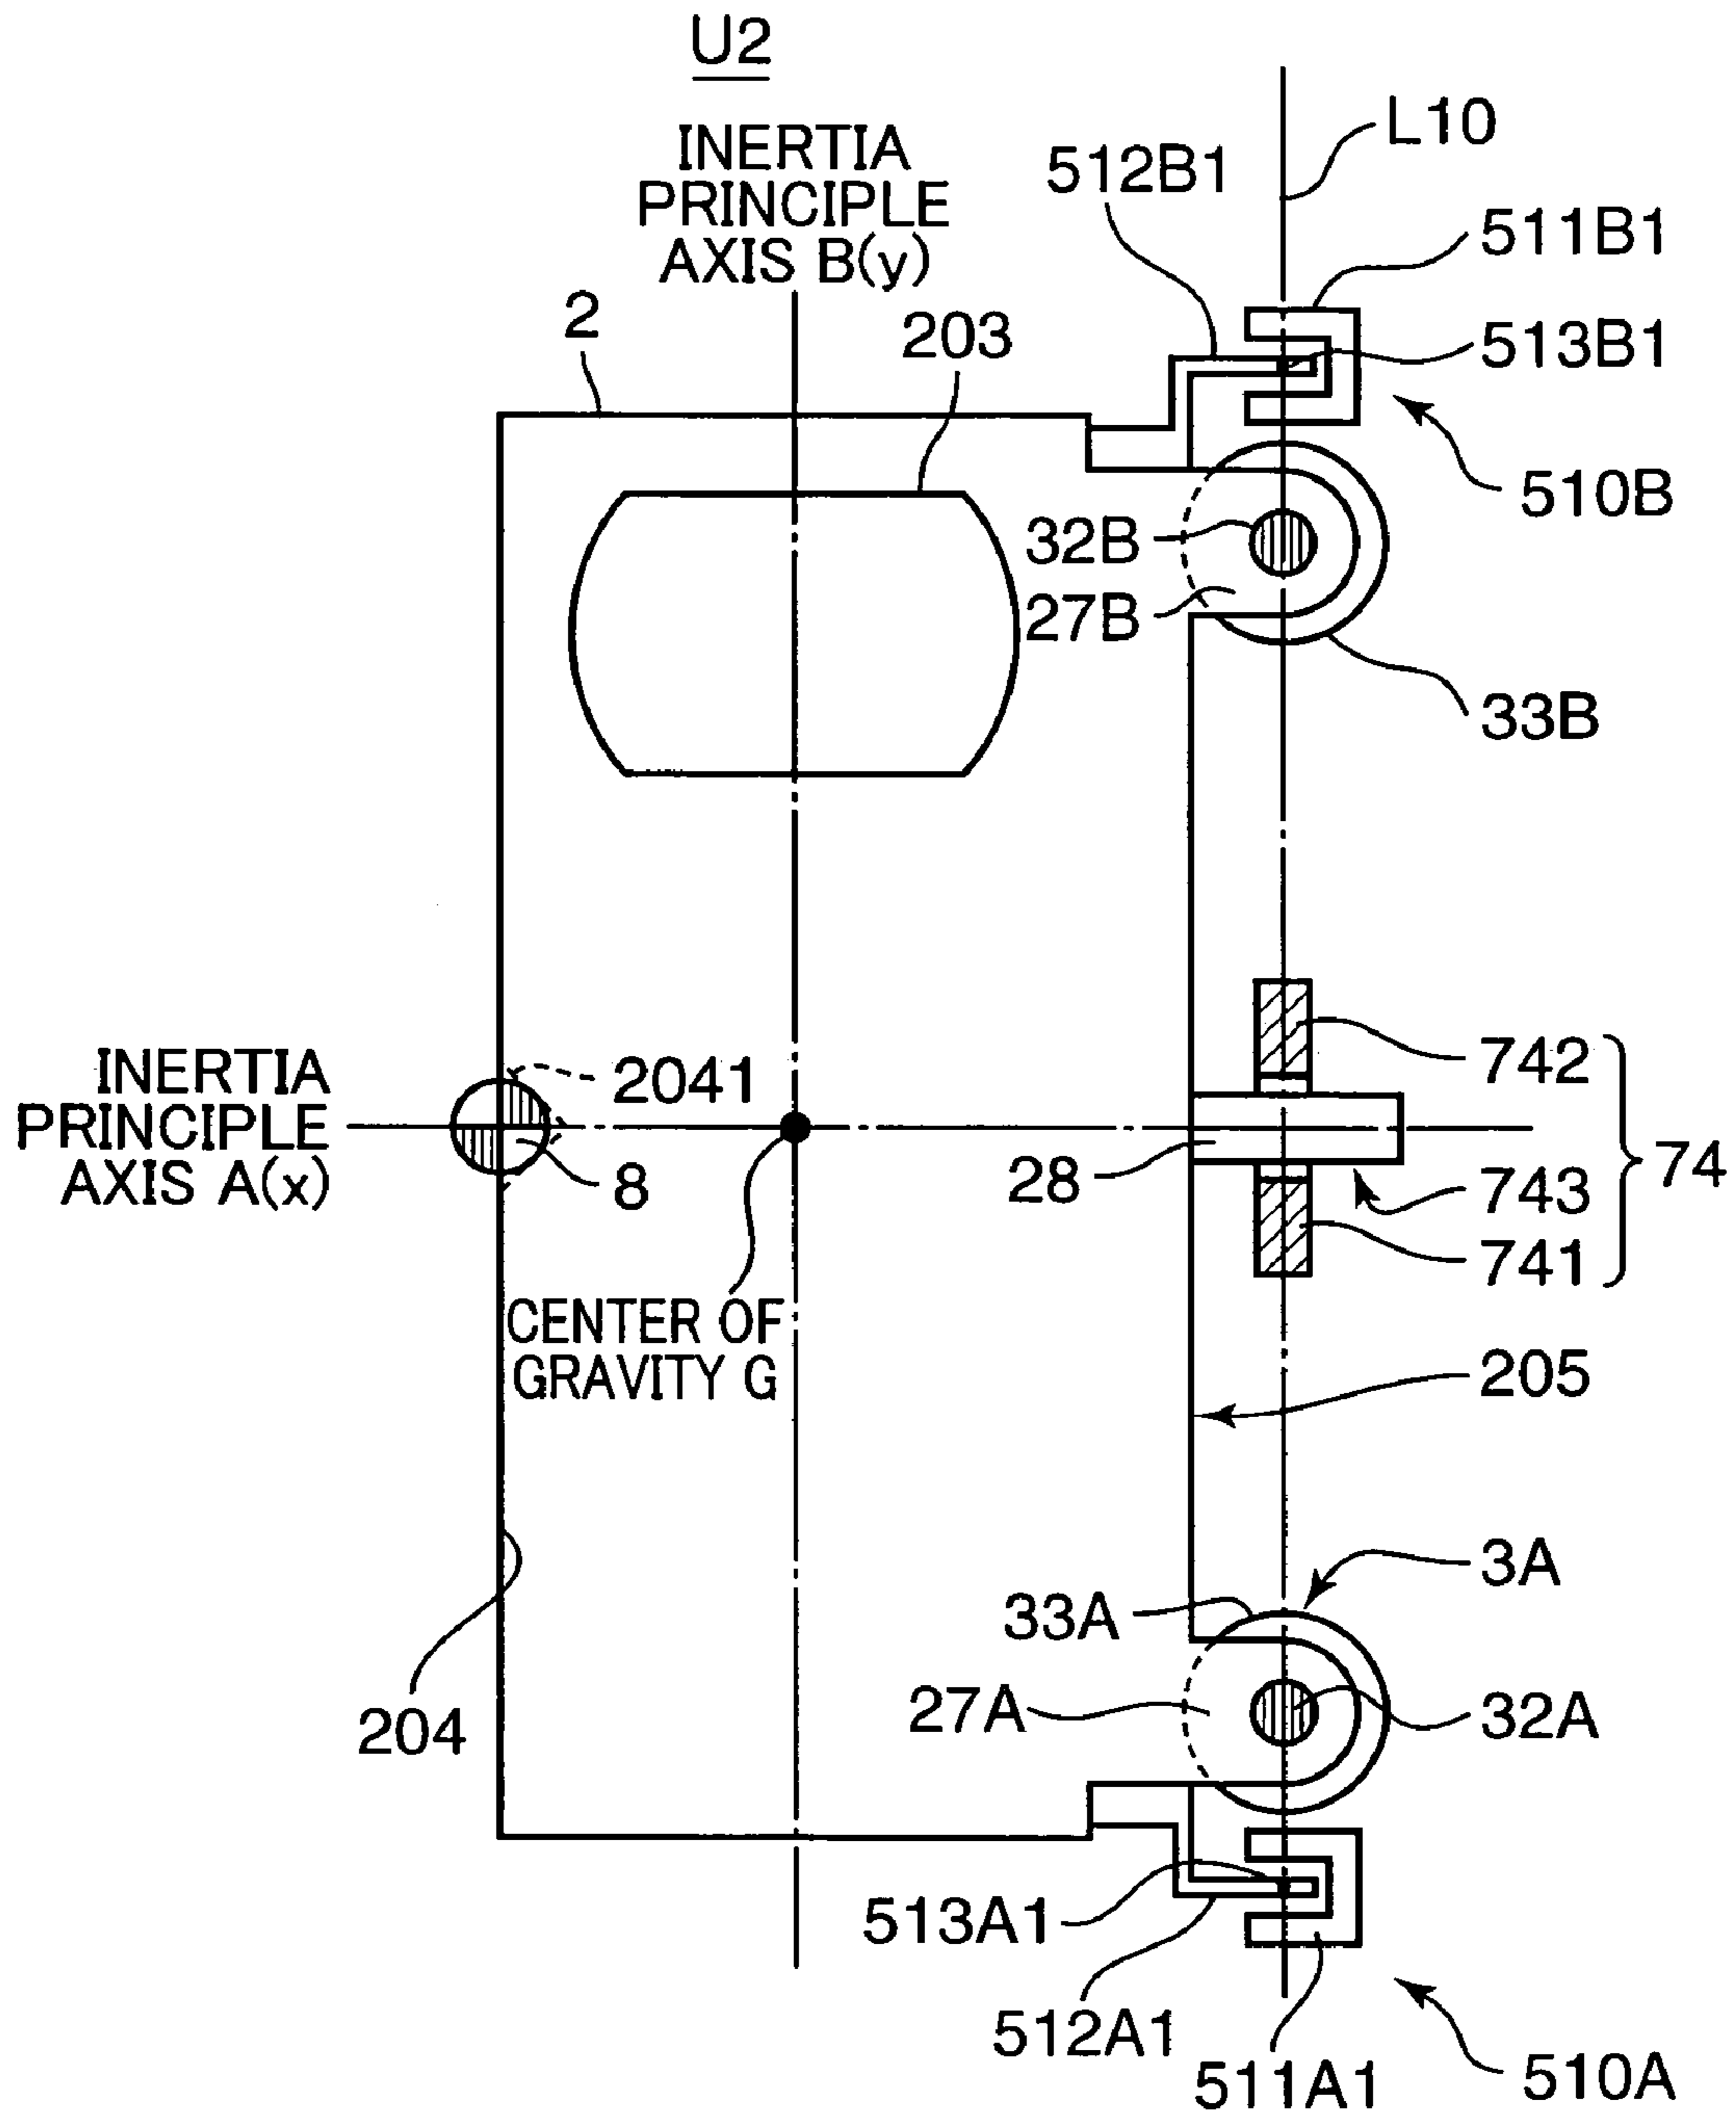 U2
INERTIA
PRINCIPLE
AXIS B(y)
L10
512B1
511B1
2
203
513B1
510B
32B
27B
33B
INERTIA
PRINCIPLE
AXIS A(x)
2041
8
742
28
743
74
741
CENTER OF
GRAVITY G
205
3A
33A
27A
32A
204
513A1
512A1
511A1
510A